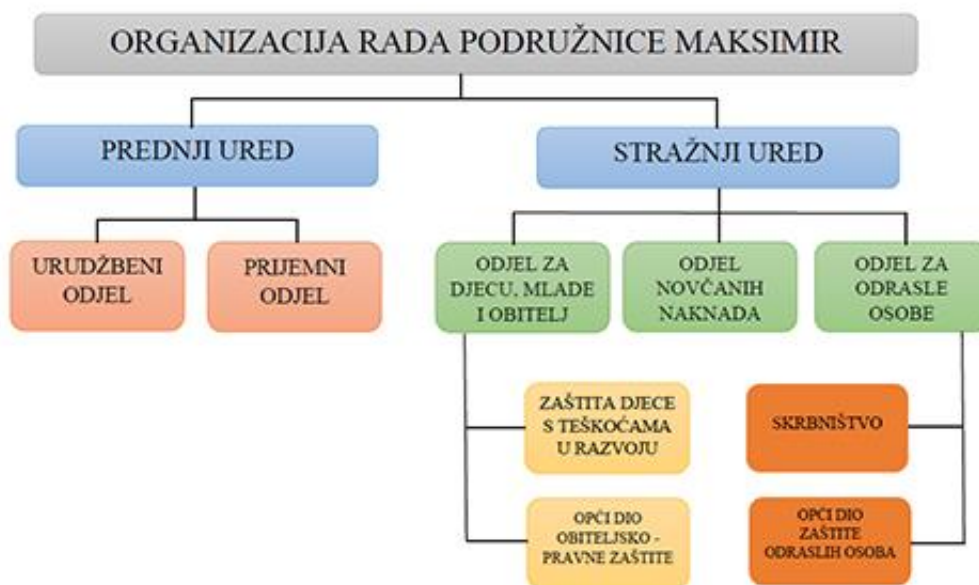 ORGANIZACIJA RADA PODRUŽNICE MAKSIMIR
PREDNJI URED
STRAŽNJI URED
URUDŽBENI
ODJEL
PRIJEMNI
ODJEL
ODJEL ZA
DJECU, MLADE
I OBITELJ
ODJEL
NOVČANIH
NAKNADA
ODJEL ZA
ODRASLE
OSOBE
ZAŠTITA DJECE
S TEŠKOĆAMA
U RAZVOJU
SKRBNIŠTVO
OPĆI DIO
OBITELJSKO -
PRAVNE ZAŠTITE
OPĆI DIO
ZAŠTITE
ODRASLIH OSOBA